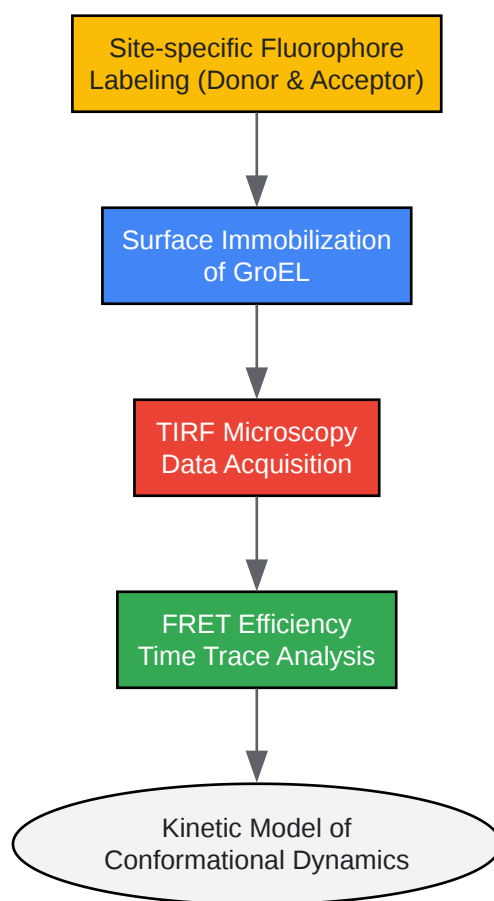 Site-specific Fluorophore
Labeling (Donor & Acceptor)
Surface Immobilization
of GroEL
TIRF Microscopy
Data Acquisition
FRET Efficiency
Time Trace Analysis
Kinetic Model of
Conformational Dynamics